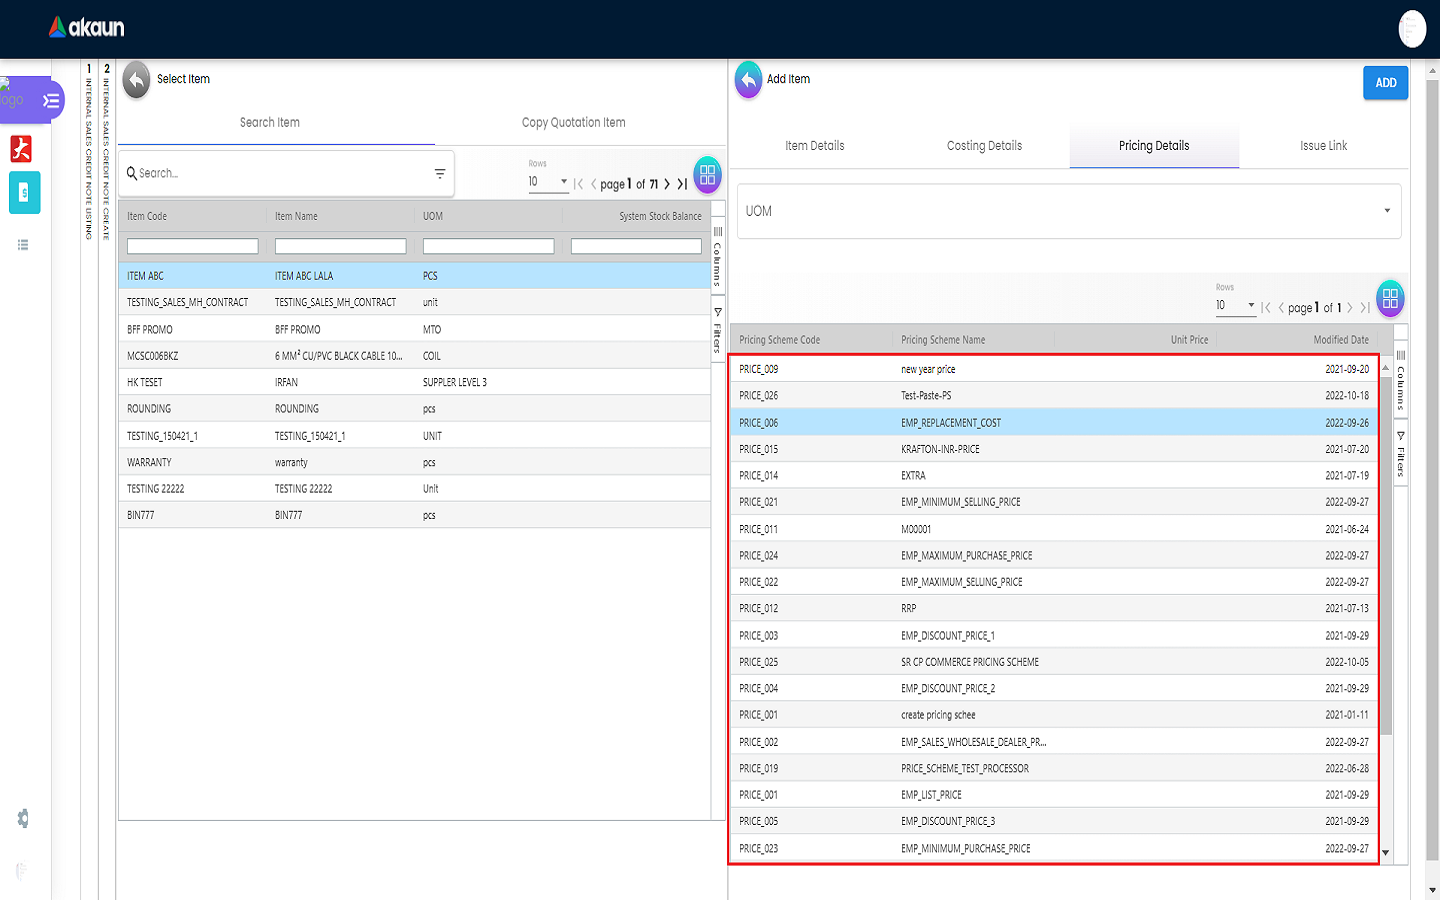 akaun
logo
1 INTERNAL SALES CREDIT NOTE LISTING
2 INTERNAL SALES CREDIT NOTE CREATE
Select Item
Search Item Copy Quotation Item
Search...
Rows
10 page 1 of 71
Item Code Item Name UOM System Stock Balance
ITEM ABC ITEM ABC LALA PCS
TESTING_SALES_MH_CONTRACT TESTING_SALES_MH_CONTRACT unit
BFF PROMO BFF PROMO MTO
MCSC006BKZ 6 MM² CU/PVC BLACK CABLE 10... COIL
HK TESET IRFAN SUPPLER LEVEL 3
ROUNDING ROUNDING pcs
TESTING_150421_1 TESTING_150421_1 UNIT
WARRANTY warranty pcs
TESTING 22222 TESTING 22222 Unit
BIN777 BIN777 pcs
Columns
Filters
Add Item
ADD
Item Details Costing Details Pricing Details Issue Link
UOM
Rows
10 page 1 of 1
Pricing Scheme Code Pricing Scheme Name Unit Price Modified Date
PRICE_009 new year price 2021-09-20
PRICE_026 Test-Paste-PS 2022-10-18
PRICE_006 EMP_REPLACEMENT_COST 2022-09-26
PRICE_015 KRAFTON-INR-PRICE 2021-07-20
PRICE_014 EXTRA 2021-07-19
PRICE_021 EMP_MINIMUM_SELLING_PRICE 2022-09-27
PRICE_011 M00001 2021-06-24
PRICE_024 EMP_MAXIMUM_PURCHASE_PRICE 2022-09-27
PRICE_022 EMP_MAXIMUM_SELLING_PRICE 2022-09-27
PRICE_012 RRP 2021-07-13
PRICE_003 EMP_DISCOUNT_PRICE_1 2021-09-29
PRICE_025 SR CP COMMERCE PRICING SCHEME 2022-10-05
PRICE_004 EMP_DISCOUNT_PRICE_2 2021-09-29
PRICE_001 create pricing schee 2021-01-11
PRICE_002 EMP_SALES_WHOLESALE_DEALER_PR... 2022-09-27
PRICE_019 PRICE_SCHEME_TEST_PROCESSOR 2022-06-28
PRICE_001 EMP_LIST_PRICE 2021-09-29
PRICE_005 EMP_DISCOUNT_PRICE_3 2021-09-29
PRICE_023 EMP_MINIMUM_PURCHASE_PRICE 2022-09-27
Columns
Filters